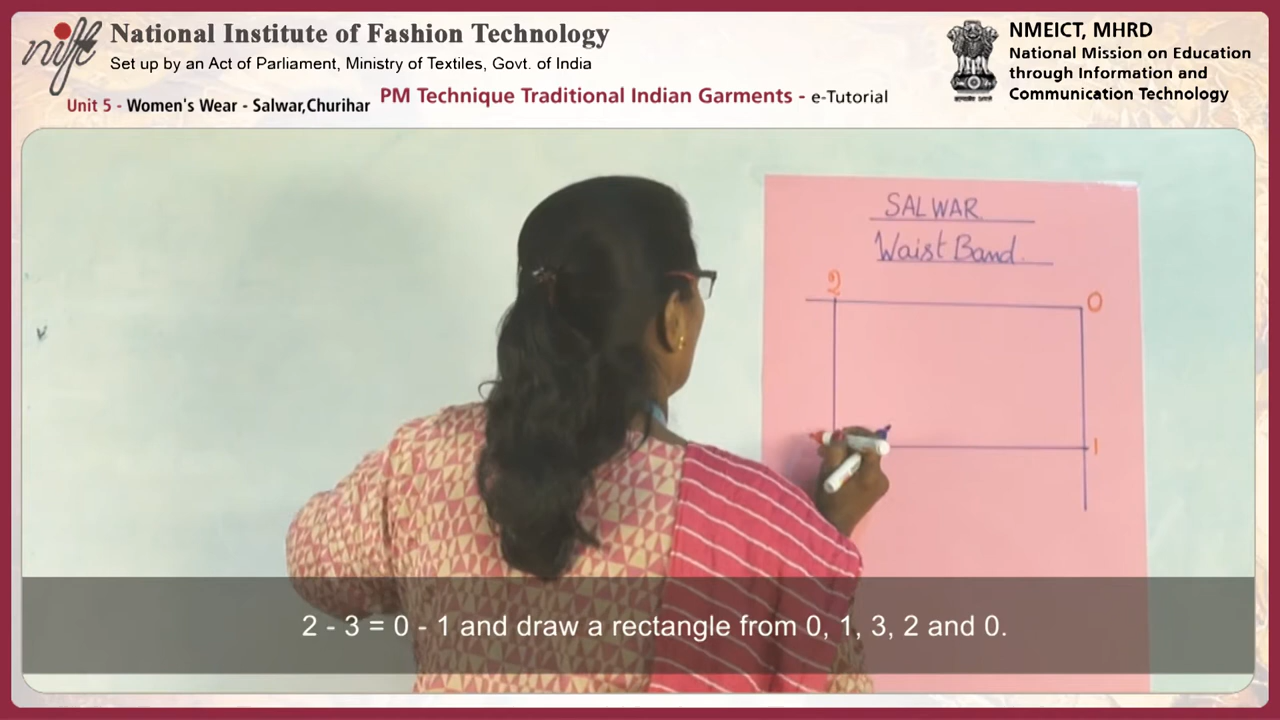 nift
National Institute of Fashion Technology
Set up by an Act of Parliament, Ministry of Textiles, Govt. of India
Unit 5 - Women's Wear - Salwar,Churihar
PM Technique Traditional Indian Garments - e-Tutorial
NMEICT, MHRD
National Mission on Education
through Information and
Communication Technology
SALWAR
Waist Band
2
0
1
2 - 3 = 0 - 1 and draw a rectangle from 0, 1, 3, 2 and 0.